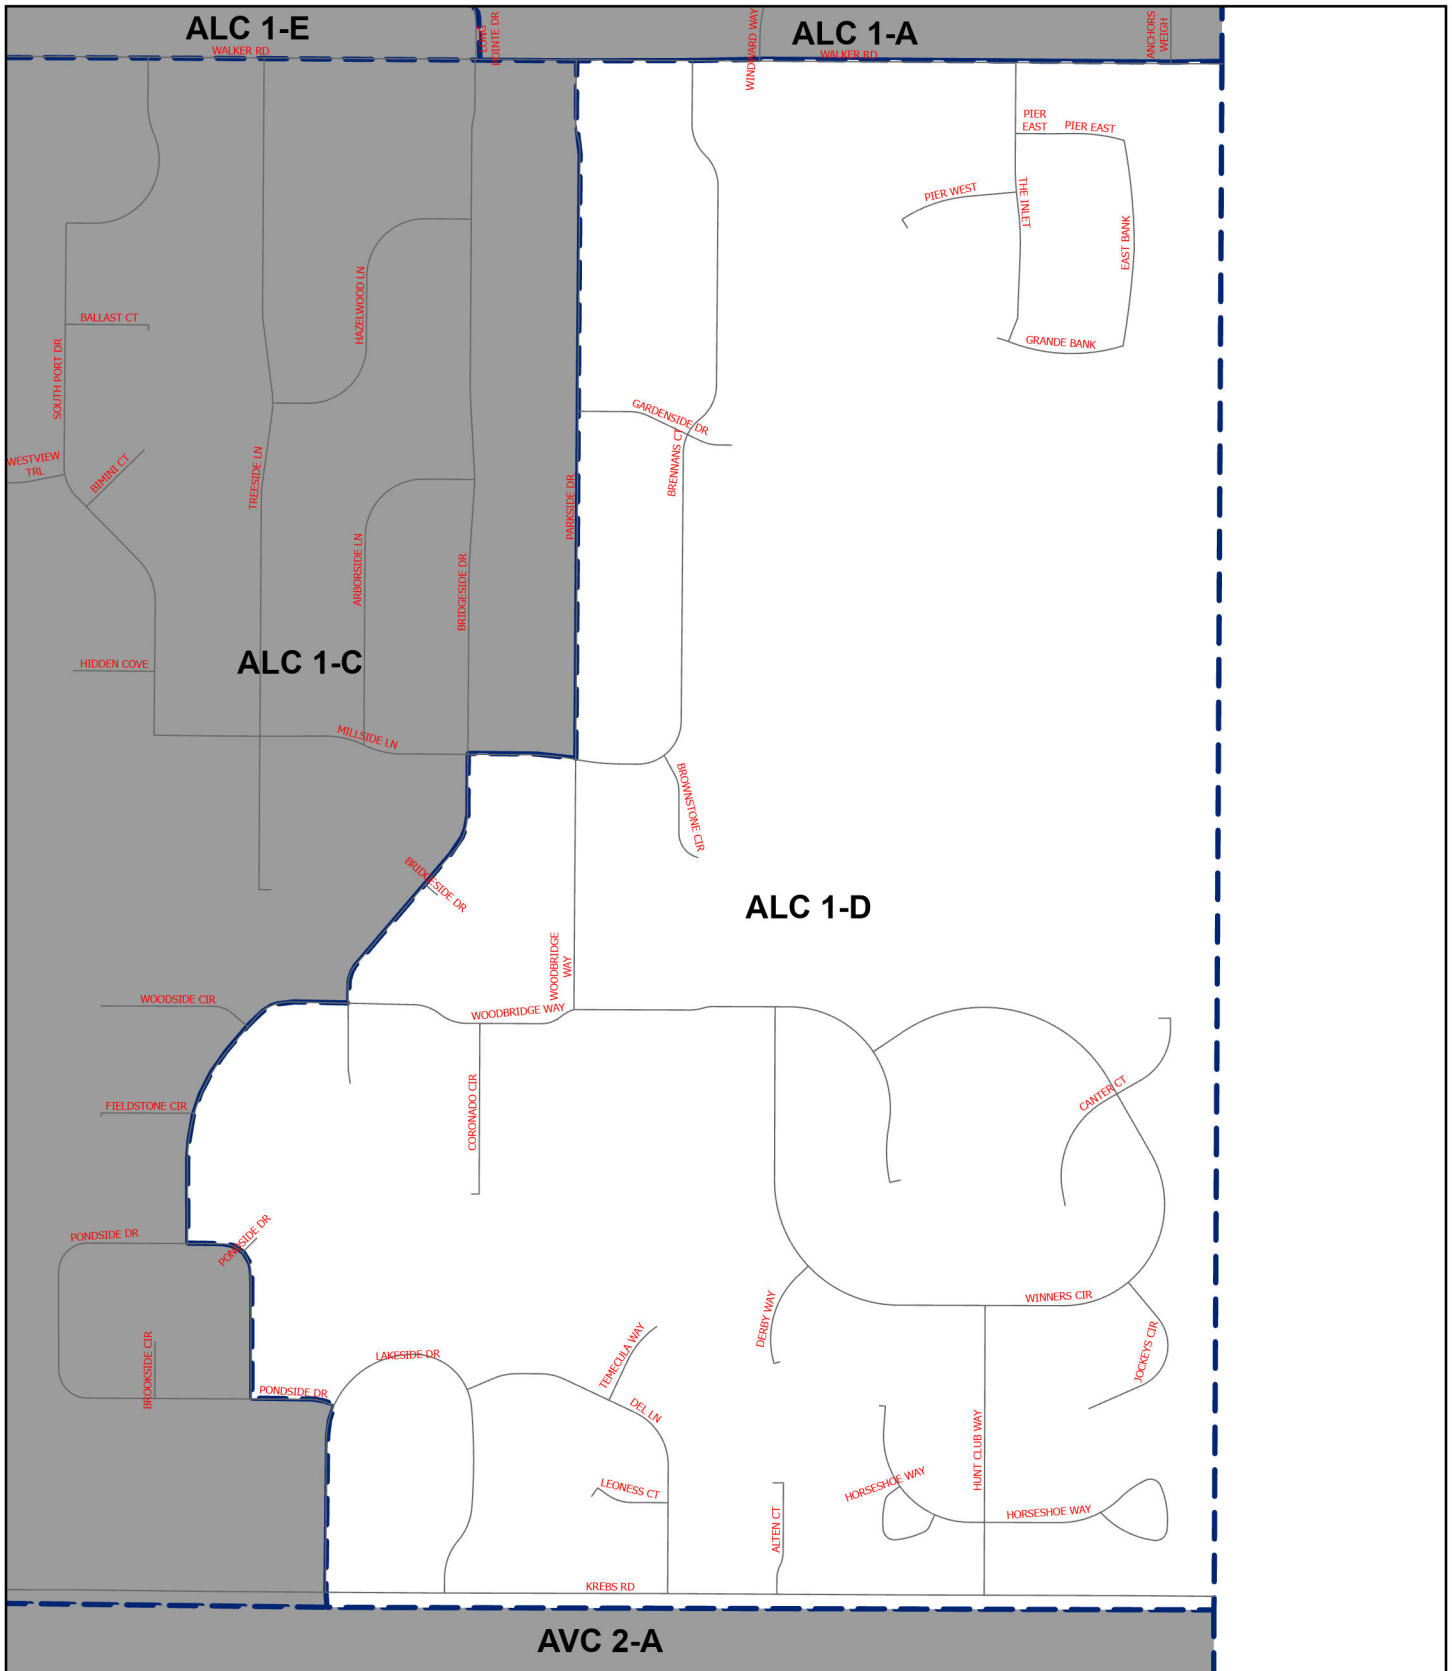 ALC 1-E
LONG
POINTE DR
WINDWARD WAY
ALC 1-A
ANCHORS
WEIGH
WALKER RD
WALKER RD
PIER
EAST
PIER EAST
PIER WEST
THE INLET
EAST BANK
GRANDE BANK
HAZELWOOD LN
BALLAST CT
SOUTH PORT DR
GARDENSIDE DR
BRENNANS CT
WESTVIEW
TRL
BIMINI CT
TREESIDE LN
PARKSIDE DR
ARBORSIDE LN
BRIDGESIDE DR
HIDDEN COVE
ALC 1-C
MILLSIDE LN
BROWNSTONE CIR
BRIDGESIDE DR
ALC 1-D
WOODBRIDGE
WAY
WOODSIDE CIR
WOODBRIDGE WAY
FIELDSTONE CIR
CORONADO CIR
CANTER CT
PONDSIDE DR
PONDSIDE DR
WINNERS CIR
DERBY WAY
JOCKEYS CIR
BROOKSIDE CIR
LAKESIDE DR
TEMECULA WAY
PONDSIDE DR
DEL LN
HUNT CLUB WAY
LEONESS CT
HORSESHOE WAY
ALTEN CT
HORSESHOE WAY
KREBS RD
AVC 2-A